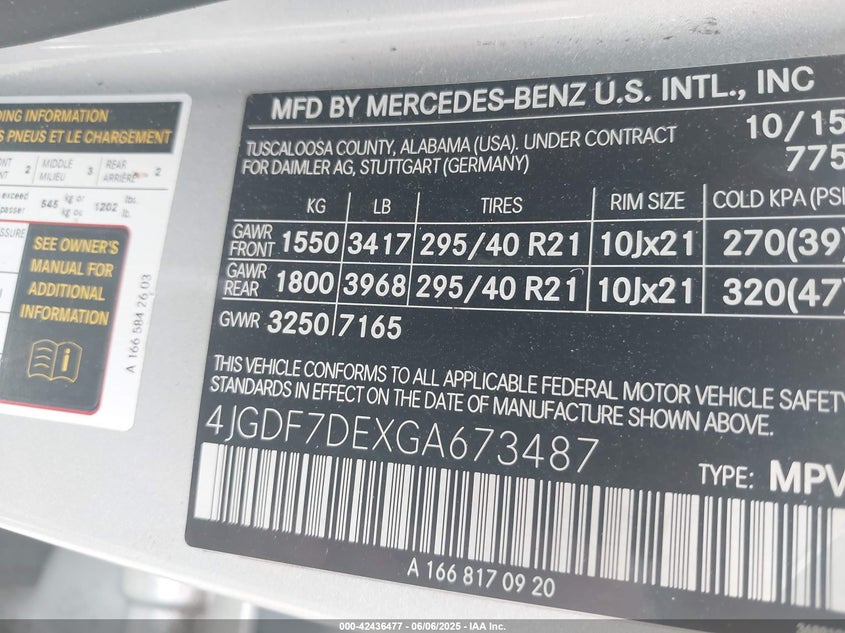 DING INFORMATION
S PNEUS ET LE CHARGEMENT
2 MIDDLE 3 REAR 2
MILIEU ARRIÈRE
exceed 545 kg or 1202 lbs.
passer kg ou lb.
SSURE
SEE OWNER'S
MANUAL FOR
ADDITIONAL
INFORMATION
A 166 584 26 03
MFD BY MERCEDES-BENZ U.S. INTL., INC
TUSCALOOSA COUNTY, ALABAMA (USA). UNDER CONTRACT 10/15
FOR DAIMLER AG, STUTTGART (GERMANY) 775
KG LB TIRES RIM SIZE COLD KPA (PSI
GAWR FRONT 1550 3417 295/40 R21 10Jx21 270(39)
GAWR REAR 1800 3968 295/40 R21 10Jx21 320(47)
GVWR 3250 7165
THIS VEHICLE CONFORMS TO ALL APPLICABLE FEDERAL MOTOR VEHICLE SAFETY
STANDARDS IN EFFECT ON THE DATE OF MANUFACTURE SHOWN ABOVE.
4JGDF7DEXGA673487
TYPE: MPV
A 166 817 09 20
000-42436477 - 06/06/2025 - IAA Inc.